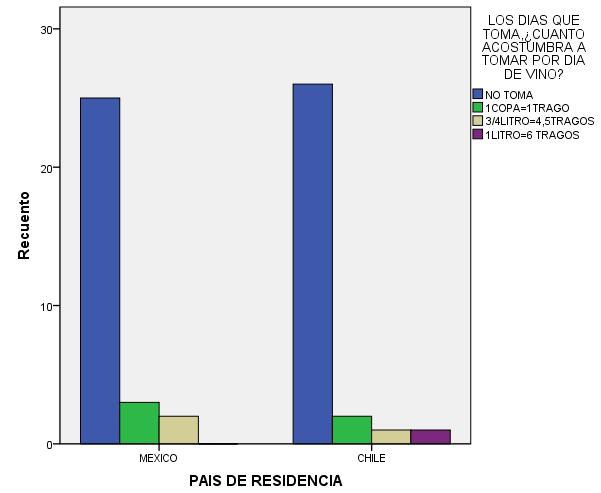 LOS DIAS QUE
TOMA,¿CUANTO
ACOSTUMBRA A
TOMAR POR DIA
DE VINO?
NO TOMA
1COPA=1TRAGO
3/4LITRO=4,5TRAGOS
1LITRO=6 TRAGOS
30
20
10
0
Recuento
MEXICO
CHILE
PAIS DE RESIDENCIA